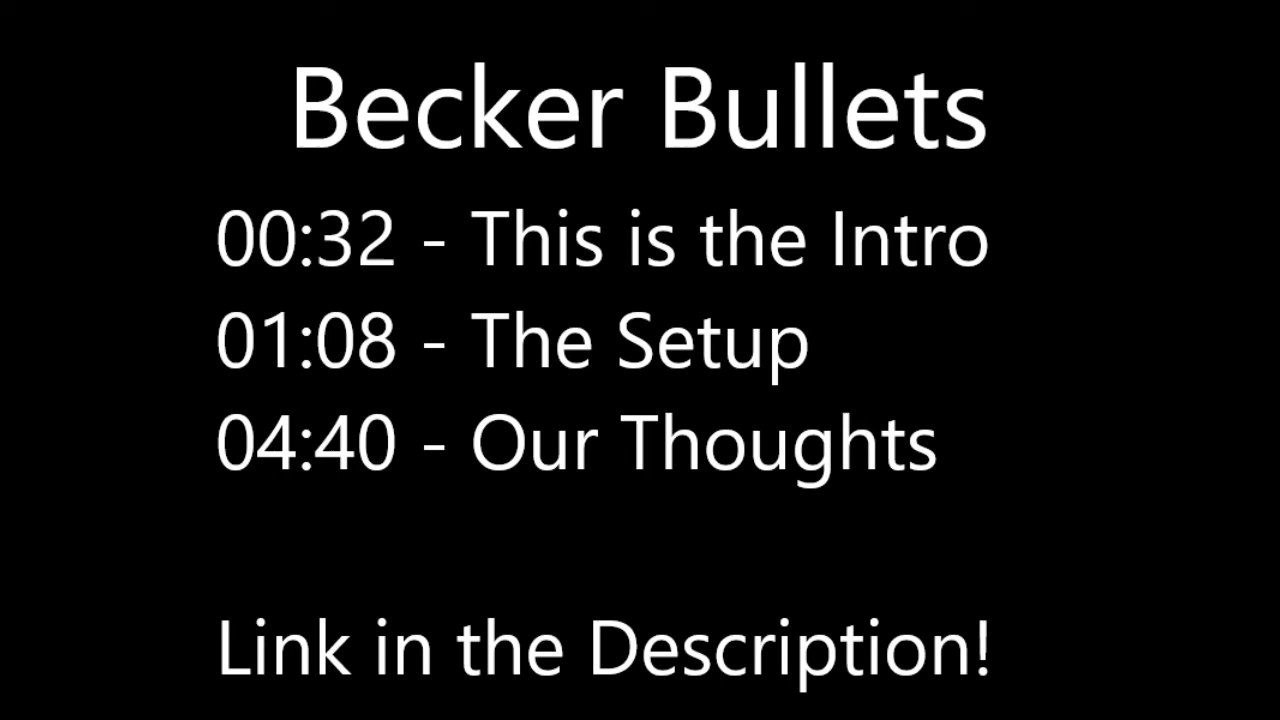 Becker Bullets
00:32 - This is the Intro
01:08 - The Setup
04:40 - Our Thoughts
Link in the Description!